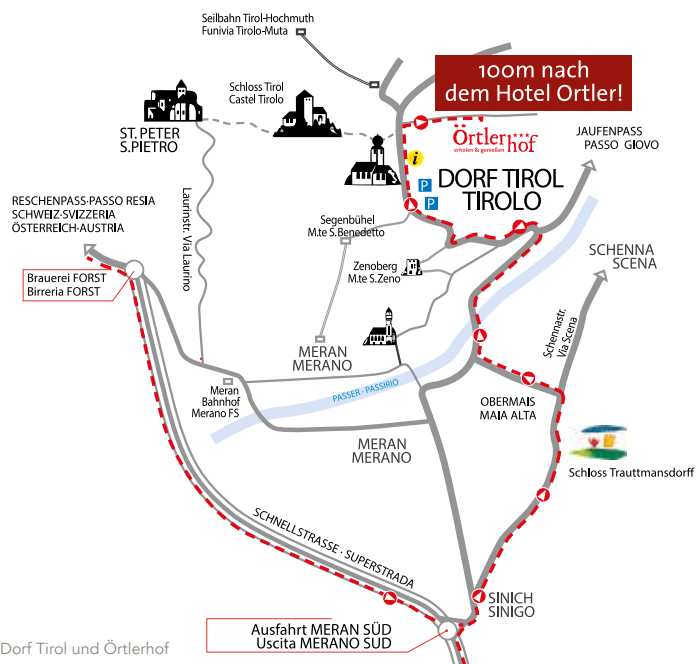 Seilbahn Tirol-Hochmuth
Funivia Tirolo-Muta
100m nach
dem Hotel Ortler!
Schloss Tirol
Castel Tirolo
ST. PETER
S.PIETRO
Örtlerhof***
erholen & genießen
JAUFENPASS
PASSO GIOVO
i
P
P
DORF TIROL
TIROLO
RESCHENPASS·PASSO RESIA
SCHWEIZ·SVIZZERA
ÖSTERREICH-AUSTRIA
Laurinstr. Via Laurino
Segenbühel
M.te S.Benedetto
SCHENNA
SCENA
Zenoberg
M.te S.Zeno
Brauerei FORST
Birreria FORST
Schennastr.
Via Scena
MERAN
MERANO
Meran
Bahnhof
Merano FS
PASSER · PASSIRIO
OBERMAIS
MAIA ALTA
MERAN
MERANO
Schloss Trauttmansdorff
SCHNELLSTRASSE · SUPERSTRADA
SINICH
SINIGO
Ausfahrt MERAN SÜD
Uscita MERANO SUD
Dorf Tirol und Örtlerhof